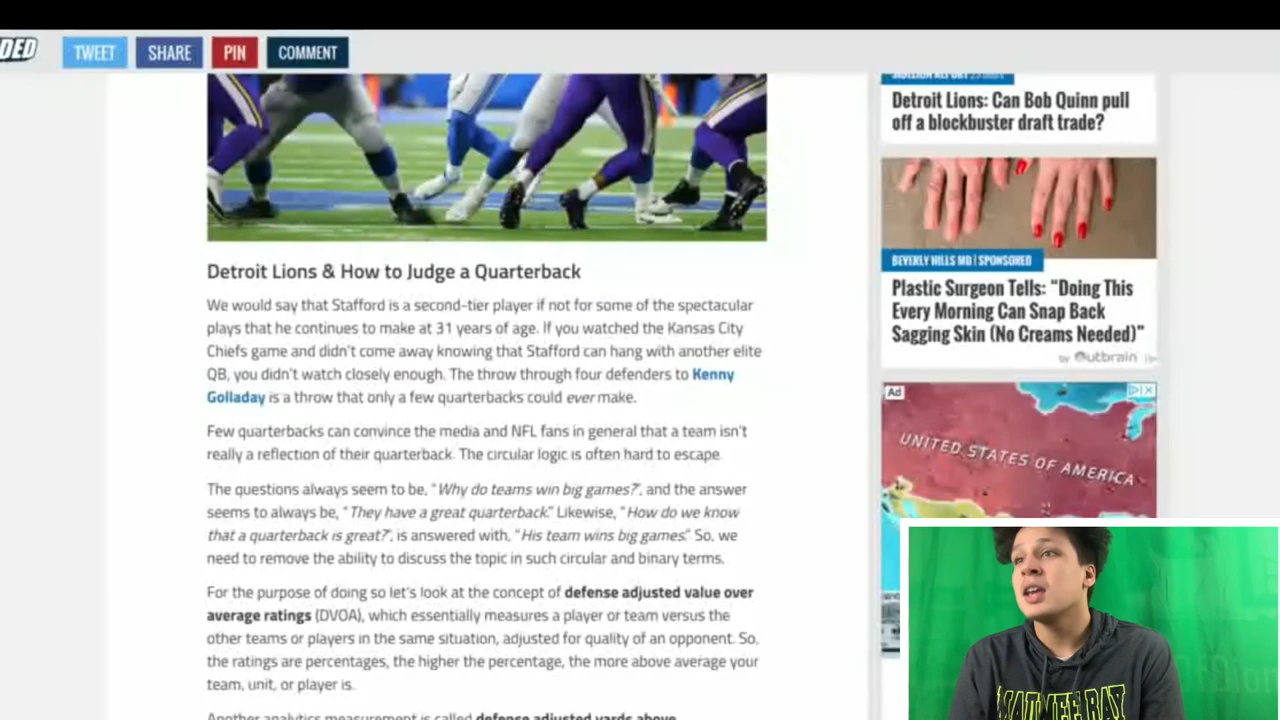 DED
TWEET
SHARE
PIN
COMMENT
Detroit Lions & How to Judge a Quarterback
We would say that Stafford is a second-tier player if not for some of the spectacular
plays that he continues to make at 31 years of age. If you watched the Kansas City
Chiefs game and didn't come away knowing that Stafford can hang with another elite
QB, you didn't watch closely enough. The throw through four defenders to Kenny
Golladay is a throw that only a few quarterbacks could ever make.
Few quarterbacks can convince the media and NFL fans in general that a team isn't
really a reflection of their quarterback. The circular logic is often hard to escape.
The questions always seem to be, "Why do teams win big games?", and the answer
seems to always be, "They have a great quarterback." Likewise, "How do we know
that a quarterback is great?", is answered with, "His team wins big games." So, we
need to remove the ability to discuss the topic in such circular and binary terms.
For the purpose of doing so let's look at the concept of defense adjusted value over
average ratings (DVOA), which essentially measures a player or team versus the
other teams or players in the same situation, adjusted for quality of an opponent. So,
the ratings are percentages, the higher the percentage, the more above average your
team, unit, or player is.
Another analytics measurement is called defense adjusted yards above
Detroit Lions: Can Bob Quinn pull
off a blockbuster draft trade?
BEVERLY HILLS MD | SPONSORED
Plastic Surgeon Tells: "Doing This
Every Morning Can Snap Back
Sagging Skin (No Creams Needed)"
by Outbrain
Ad
UNITED STATES OF AMERICA